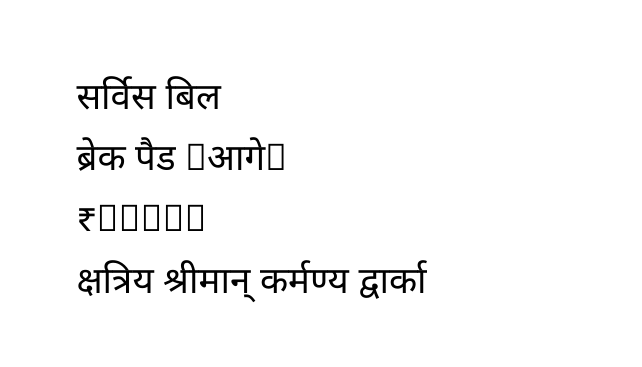 सर्विस बिल
ब्रेक पैड आगे
₹
क्षत्रिय श्रीमान् कर्मण्य द्वार्का